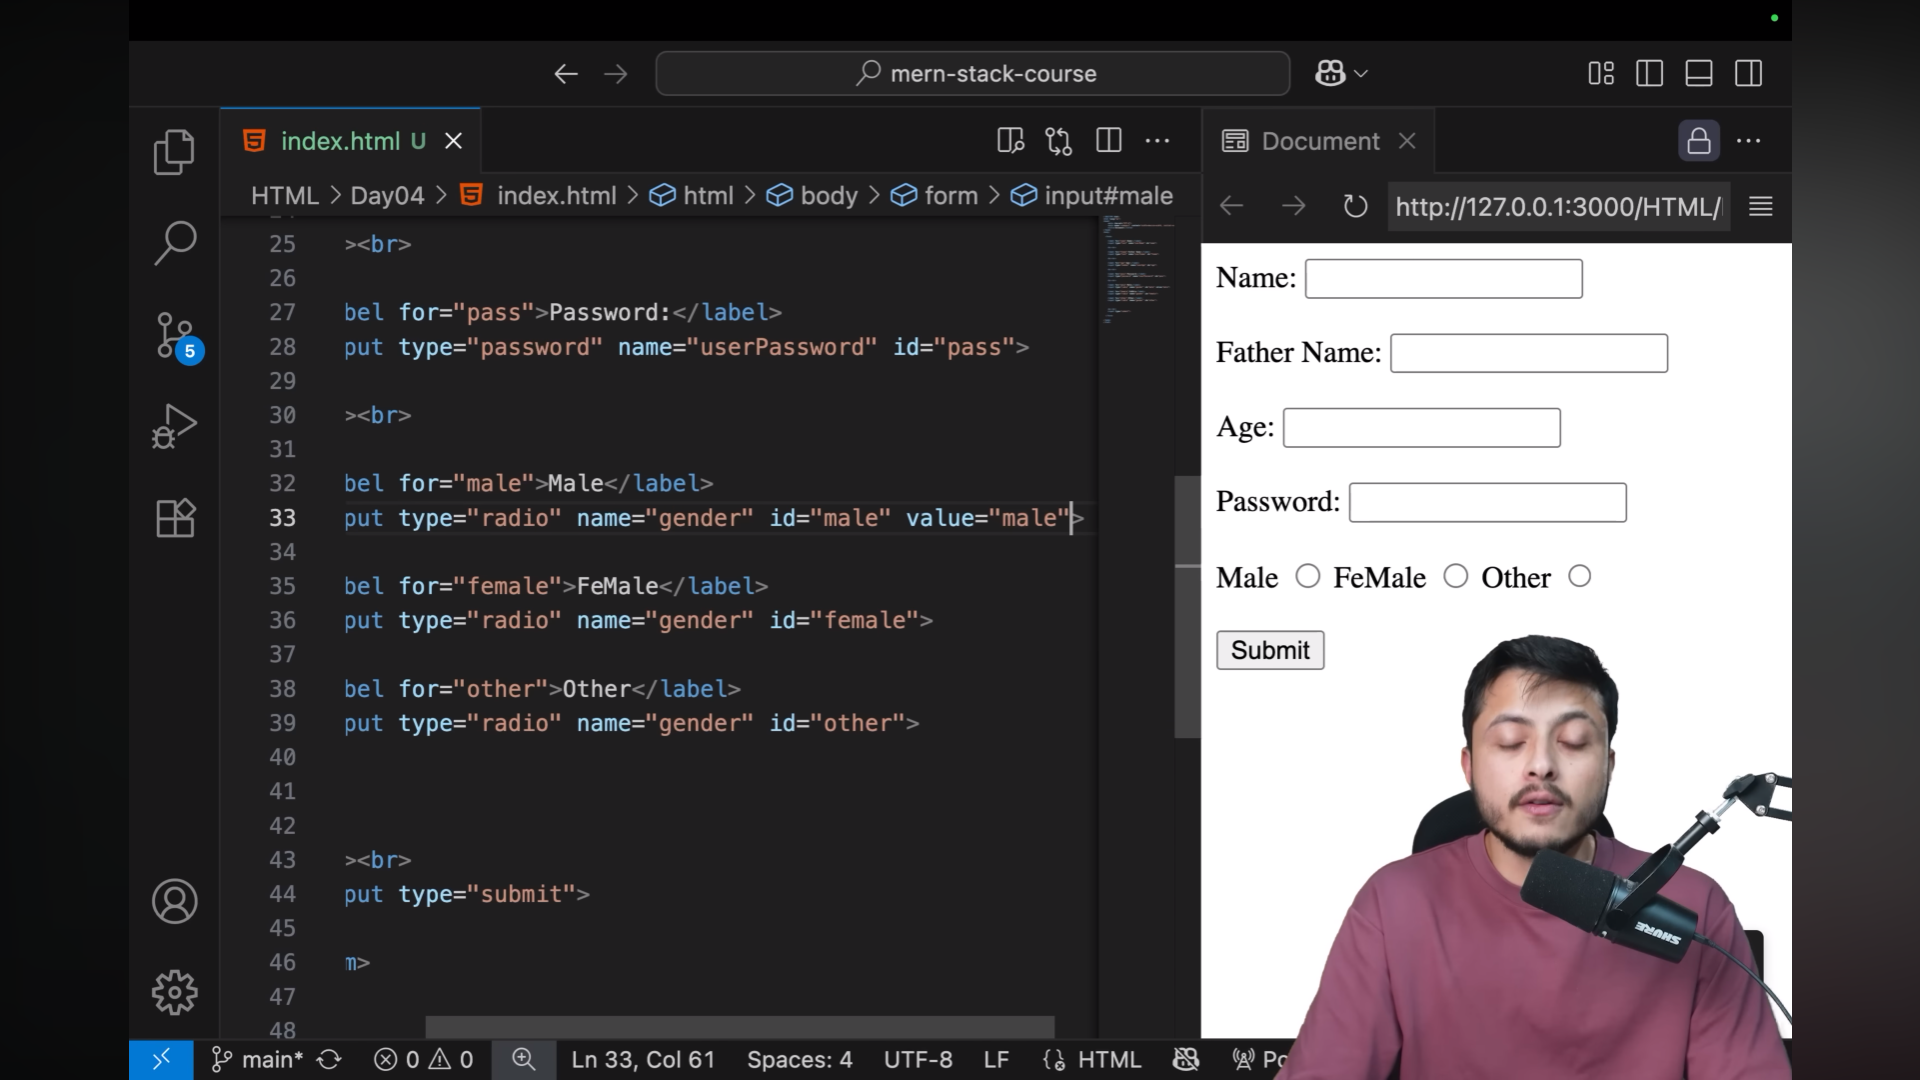 mern-stack-course
index.html U
Document
HTML > Day04 > index.html > html > body > form > input#male
http://127.0.0.1:3000/HTML/
25 ><br>
26
27 bel for="pass">Password:</label>
28 put type="password" name="userPassword" id="pass">
29
30 ><br>
31
32 bel for="male">Male</label>
33 put type="radio" name="gender" id="male" value="male">
34
35 bel for="female">FeMale</label>
36 put type="radio" name="gender" id="female">
37
38 bel for="other">Other</label>
39 put type="radio" name="gender" id="other">
40
41
42
43 ><br>
44 put type="submit">
45
46 m>
47
48
5
Name:
Father Name:
Age:
Password:
Male FeMale Other
Submit
SHURE
main* 0 0 Ln 33, Col 61 Spaces: 4 UTF-8 LF HTML Po